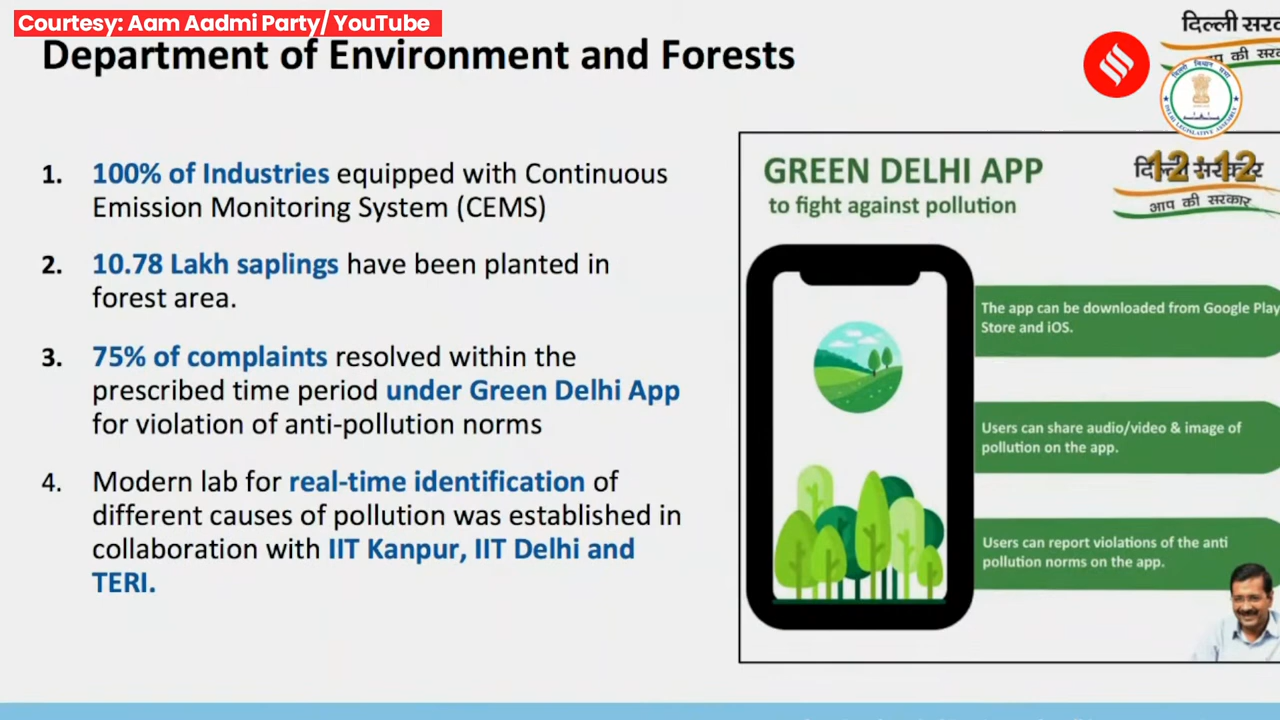 Courtesy: Aam Aadmi Party/ YouTube
Department of Environment and Forests
दिल्ली
की
1. 100% of Industries equipped with Continuous
Emission Monitoring System (CEMS)
2. 10.78 Lakh saplings have been planted in
forest area.
3. 75% of complaints resolved within the
prescribed time period under Green Delhi App
for violation of anti-pollution norms
4. Modern lab for real-time identification of
different causes of pollution was established in
collaboration with IIT Kanpur, IIT Delhi and
TERI.
GREEN DELHI APP
to fight against pollution
12 12
आप की सरकार
The app can be downloaded from Google Play
Store and iOS.
Users can share audio/video & image of
pollution on the app.
Users can report violations of the anti
pollution norms on the app.